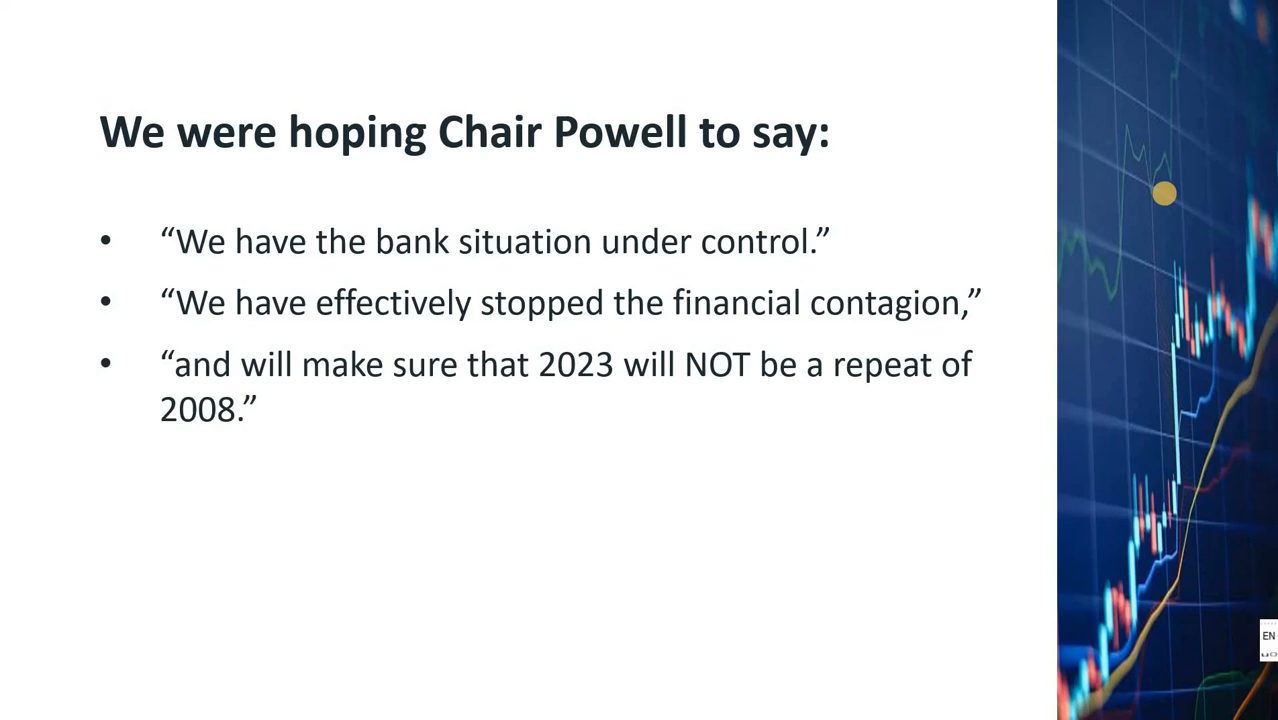 We were hoping Chair Powell to say:
• “We have the bank situation under control.”
• “We have effectively stopped the financial contagion,”
• “and will make sure that 2023 will NOT be a repeat of
2008.”
EN